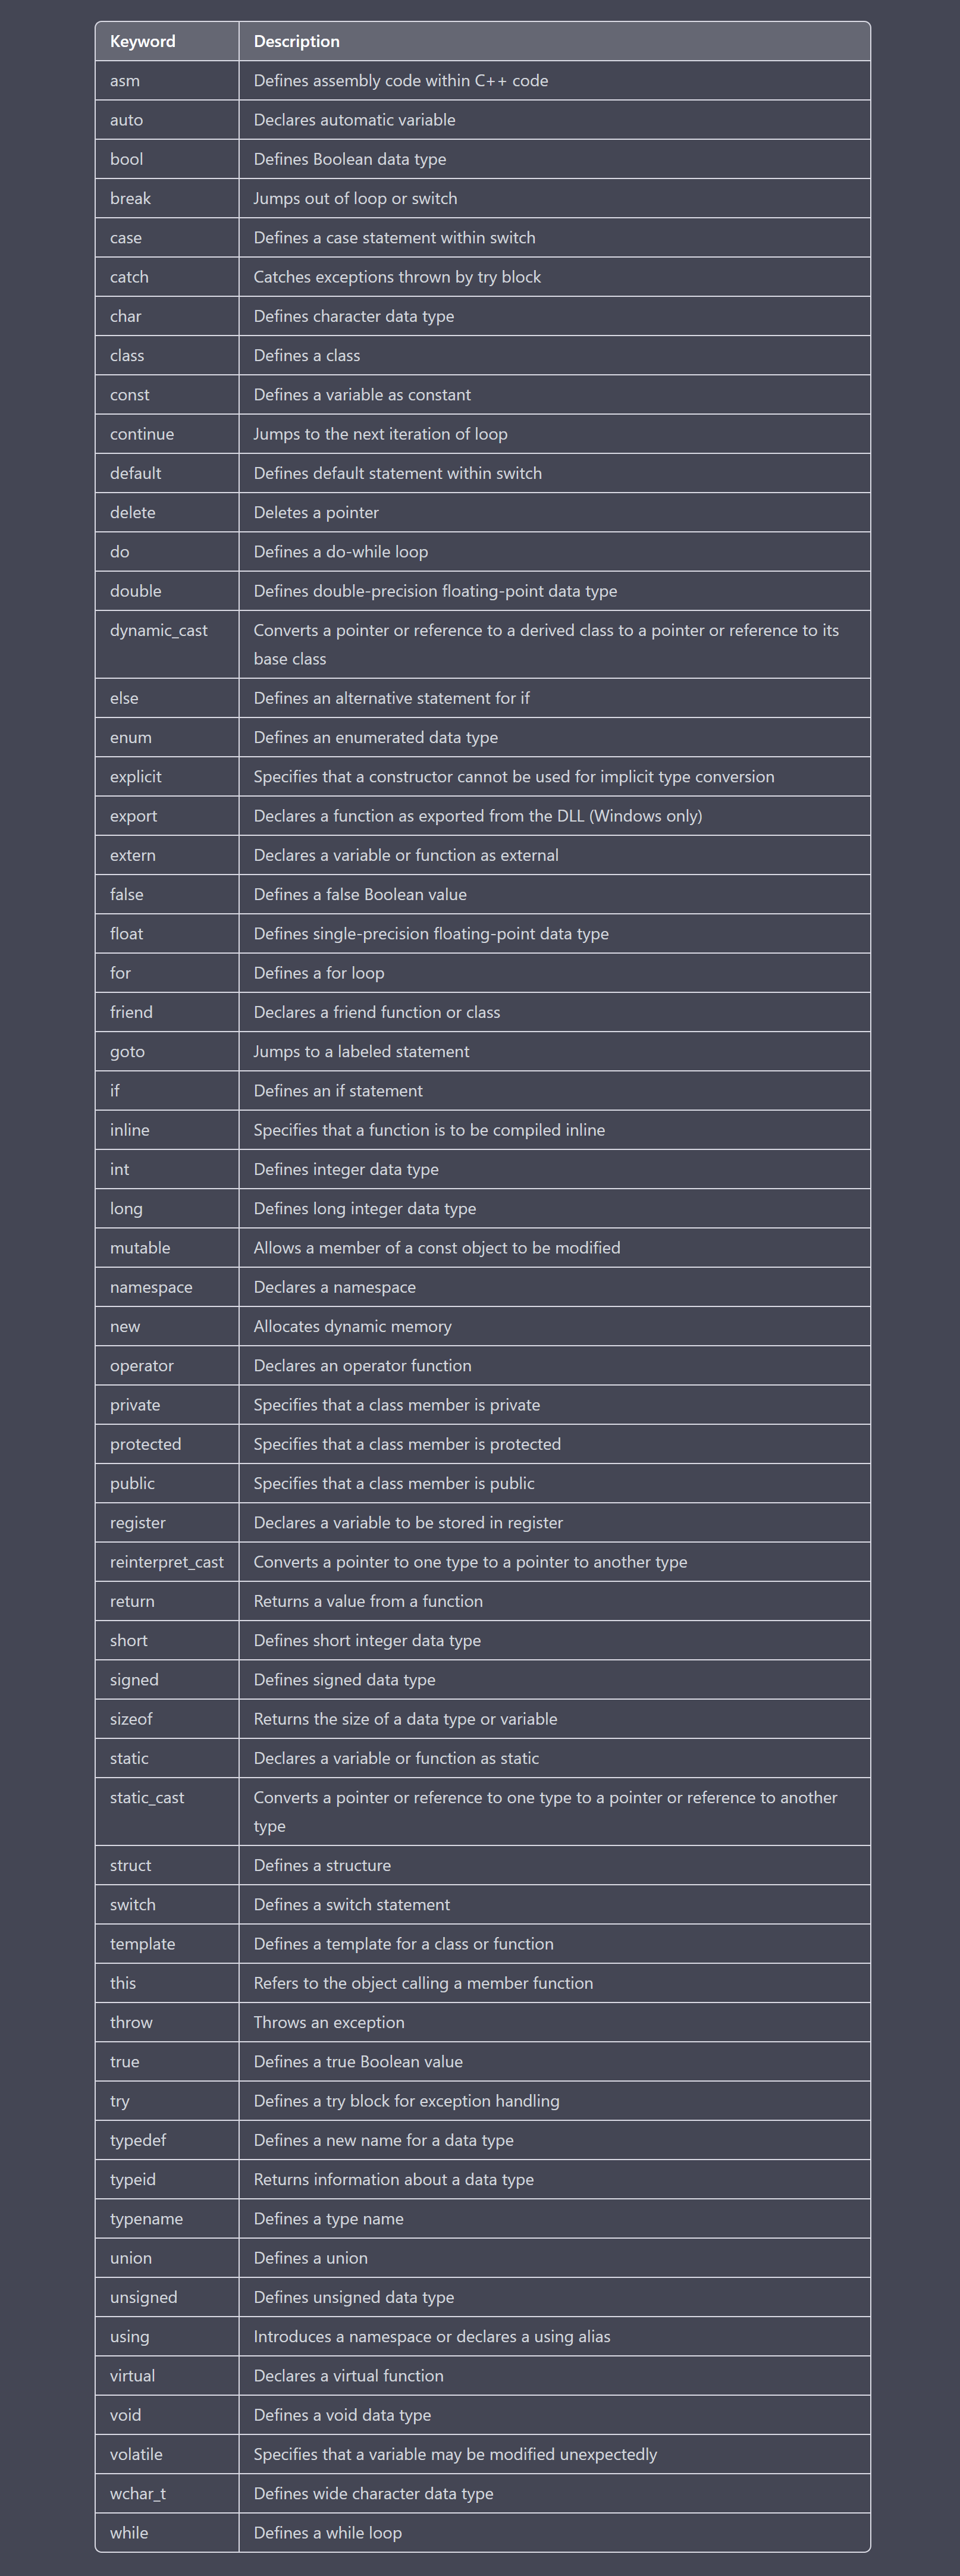 Keyword Description
asm Defines assembly code within C++ code
auto Declares automatic variable
bool Defines Boolean data type
break Jumps out of loop or switch
case Defines a case statement within switch
catch Catches exceptions thrown by try block
char Defines character data type
class Defines a class
const Defines a variable as constant
continue Jumps to the next iteration of loop
default Defines default statement within switch
delete Deletes a pointer
do Defines a do-while loop
double Defines double-precision floating-point data type
dynamic_cast Converts a pointer or reference to a derived class to a pointer or reference to its
base class
else Defines an alternative statement for if
enum Defines an enumerated data type
explicit Specifies that a constructor cannot be used for implicit type conversion
export Declares a function as exported from the DLL (Windows only)
extern Declares a variable or function as external
false Defines a false Boolean value
float Defines single-precision floating-point data type
for Defines a for loop
friend Declares a friend function or class
goto Jumps to a labeled statement
if Defines an if statement
inline Specifies that a function is to be compiled inline
int Defines integer data type
long Defines long integer data type
mutable Allows a member of a const object to be modified
namespace Declares a namespace
new Allocates dynamic memory
operator Declares an operator function
private Specifies that a class member is private
protected Specifies that a class member is protected
public Specifies that a class member is public
register Declares a variable to be stored in register
reinterpret_cast Converts a pointer to one type to a pointer to another type
return Returns a value from a function
short Defines short integer data type
signed Defines signed data type
sizeof Returns the size of a data type or variable
static Declares a variable or function as static
static_cast Converts a pointer or reference to one type to a pointer or reference to another
type
struct Defines a structure
switch Defines a switch statement
template Defines a template for a class or function
this Refers to the object calling a member function
throw Throws an exception
true Defines a true Boolean value
try Defines a try block for exception handling
typedef Defines a new name for a data type
typeid Returns information about a data type
typename Defines a type name
union Defines a union
unsigned Defines unsigned data type
using Introduces a namespace or declares a using alias
virtual Declares a virtual function
void Defines a void data type
volatile Specifies that a variable may be modified unexpectedly
wchar_t Defines wide character data type
while Defines a while loop